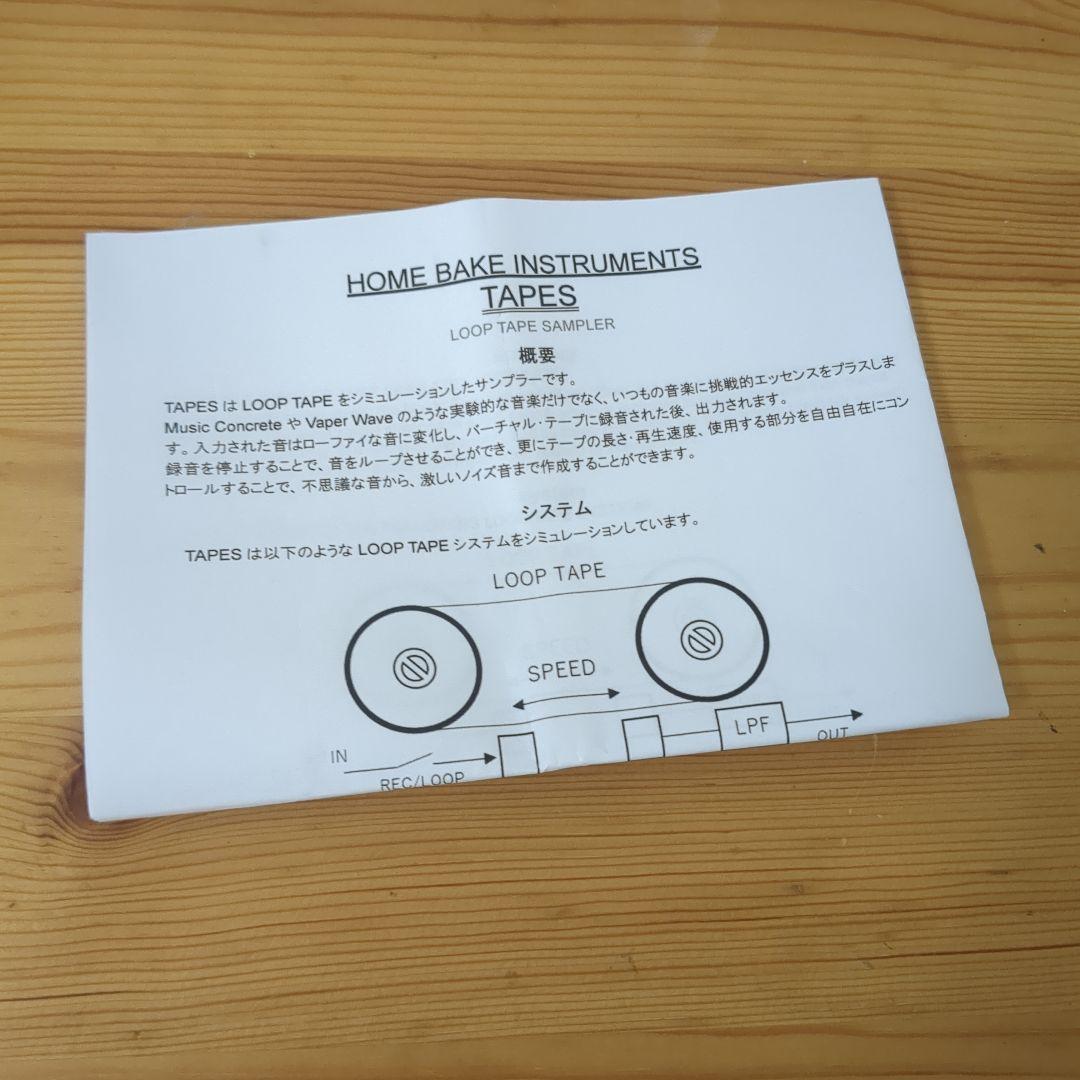 HOME BAKE INSTRUMENTS
TAPES
LOOP TAPE SAMPLER
概要
TAPES は LOOP TAPE をシミュレーションしたサンプラーです。
Music Concrete や Vaper Wave のような実験的な音楽だけでなく、いつもの音楽に挑戦的エッセンスをプラスしま
す。入力された音はローファイな音に変化し、バーチャル・テープに録音された後、出力されます。
録音を停止することで、音をループさせることができ、更にテープの長さ・再生速度、使用する部分を自由自在にコン
トロールすることで、不思議な音から、激しいノイズ音まで作成することができます。
システム
TAPES は以下のような LOOP TAPE システムをシミュレーションしています。
LOOP TAPE
SPEED
LPF
IN
OUT
REC/LOOP